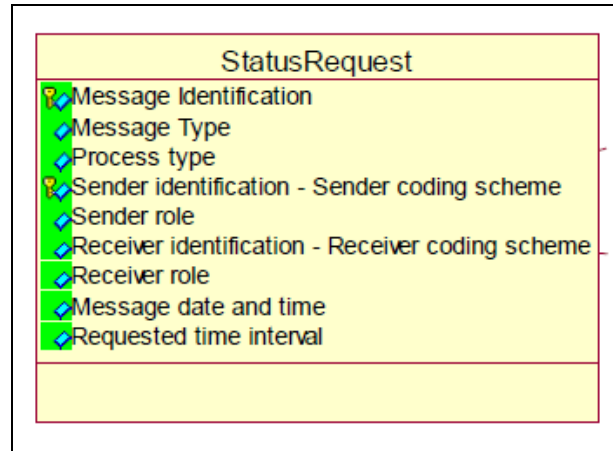 StatusRequest
Message Identification
Message Type
Process type
Sender identification - Sender coding scheme
Sender role
Receiver identification - Receiver coding scheme
Receiver role
Message date and time
Requested time interval